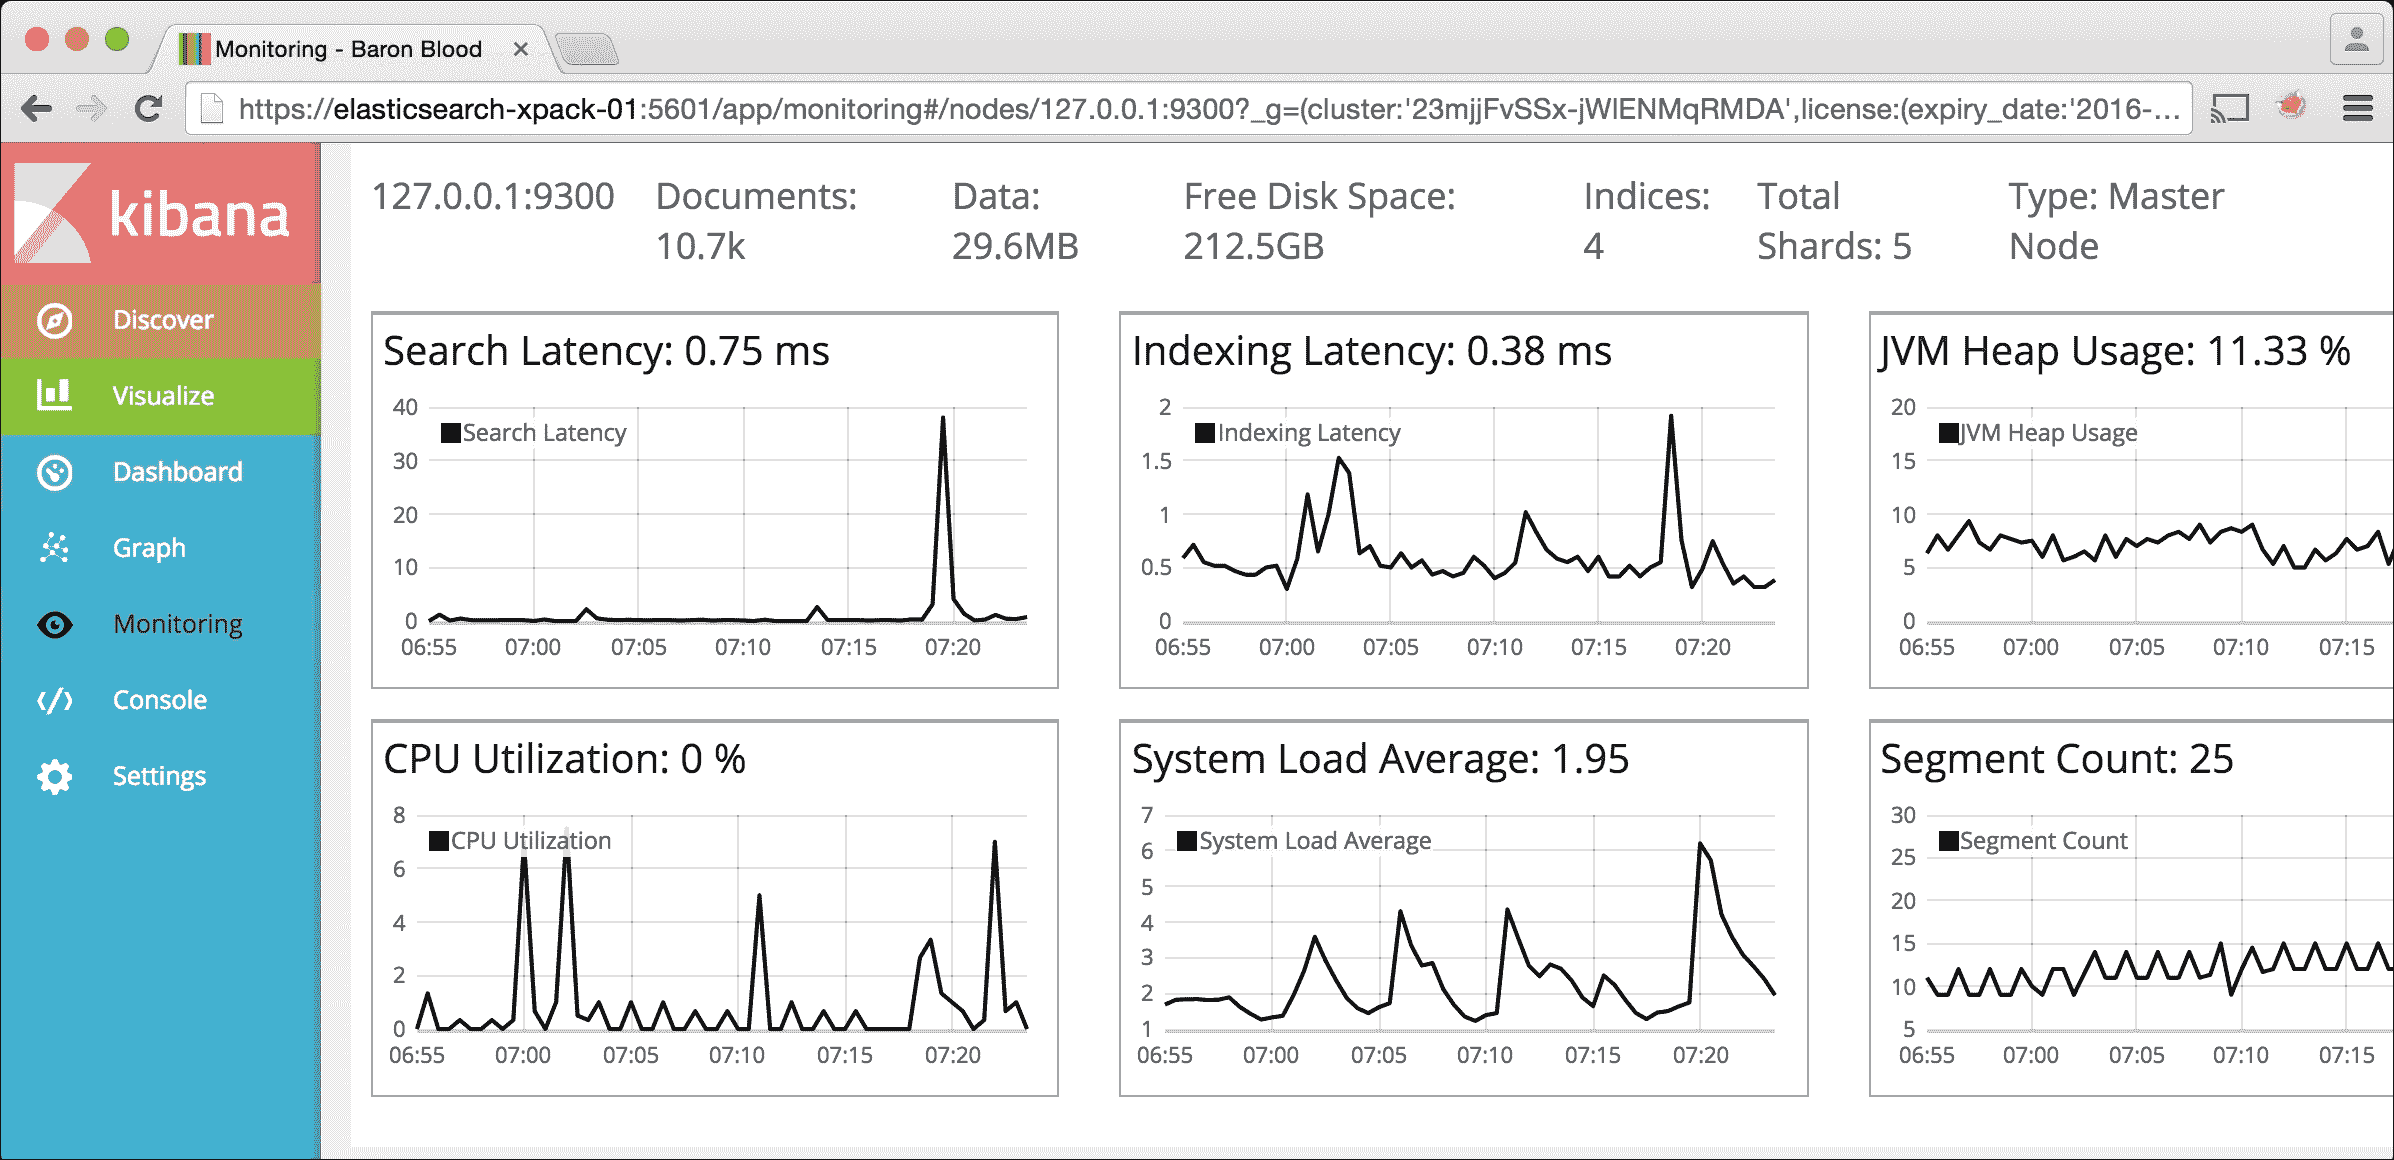 Monitoring - Baron Blood
https://elasticsearch-xpack-01:5601/app/monitoring#/nodes/127.0.0.1:9300?_g=(cluster:'23mjjFvSSx-jWlENMqRMDA',license:(expiry_date:'2016-...
kibana
Discover
Visualize
Dashboard
Graph
Monitoring
Console
Settings
127.0.0.1:9300
Documents:
10.7k
Data:
29.6MB
Free Disk Space:
212.5GB
Indices:
4
Total
Shards: 5
Type: Master
Node
Search Latency: 0.75 ms
Search Latency
40
30
20
10
0
06:55 07:00 07:05 07:10 07:15 07:20
Indexing Latency: 0.38 ms
Indexing Latency
2
1.5
1
0.5
0
06:55 07:00 07:05 07:10 07:15 07:20
JVM Heap Usage: 11.33 %
JVM Heap Usage
20
15
10
5
0
06:55 07:00 07:05 07:10 07:15
CPU Utilization: 0 %
CPU Utilization
8
6
4
2
0
06:55 07:00 07:05 07:10 07:15 07:20
System Load Average: 1.95
System Load Average
7
6
5
4
3
2
1
06:55 07:00 07:05 07:10 07:15 07:20
Segment Count: 25
Segment Count
30
25
20
15
10
5
06:55 07:00 07:05 07:10 07:15